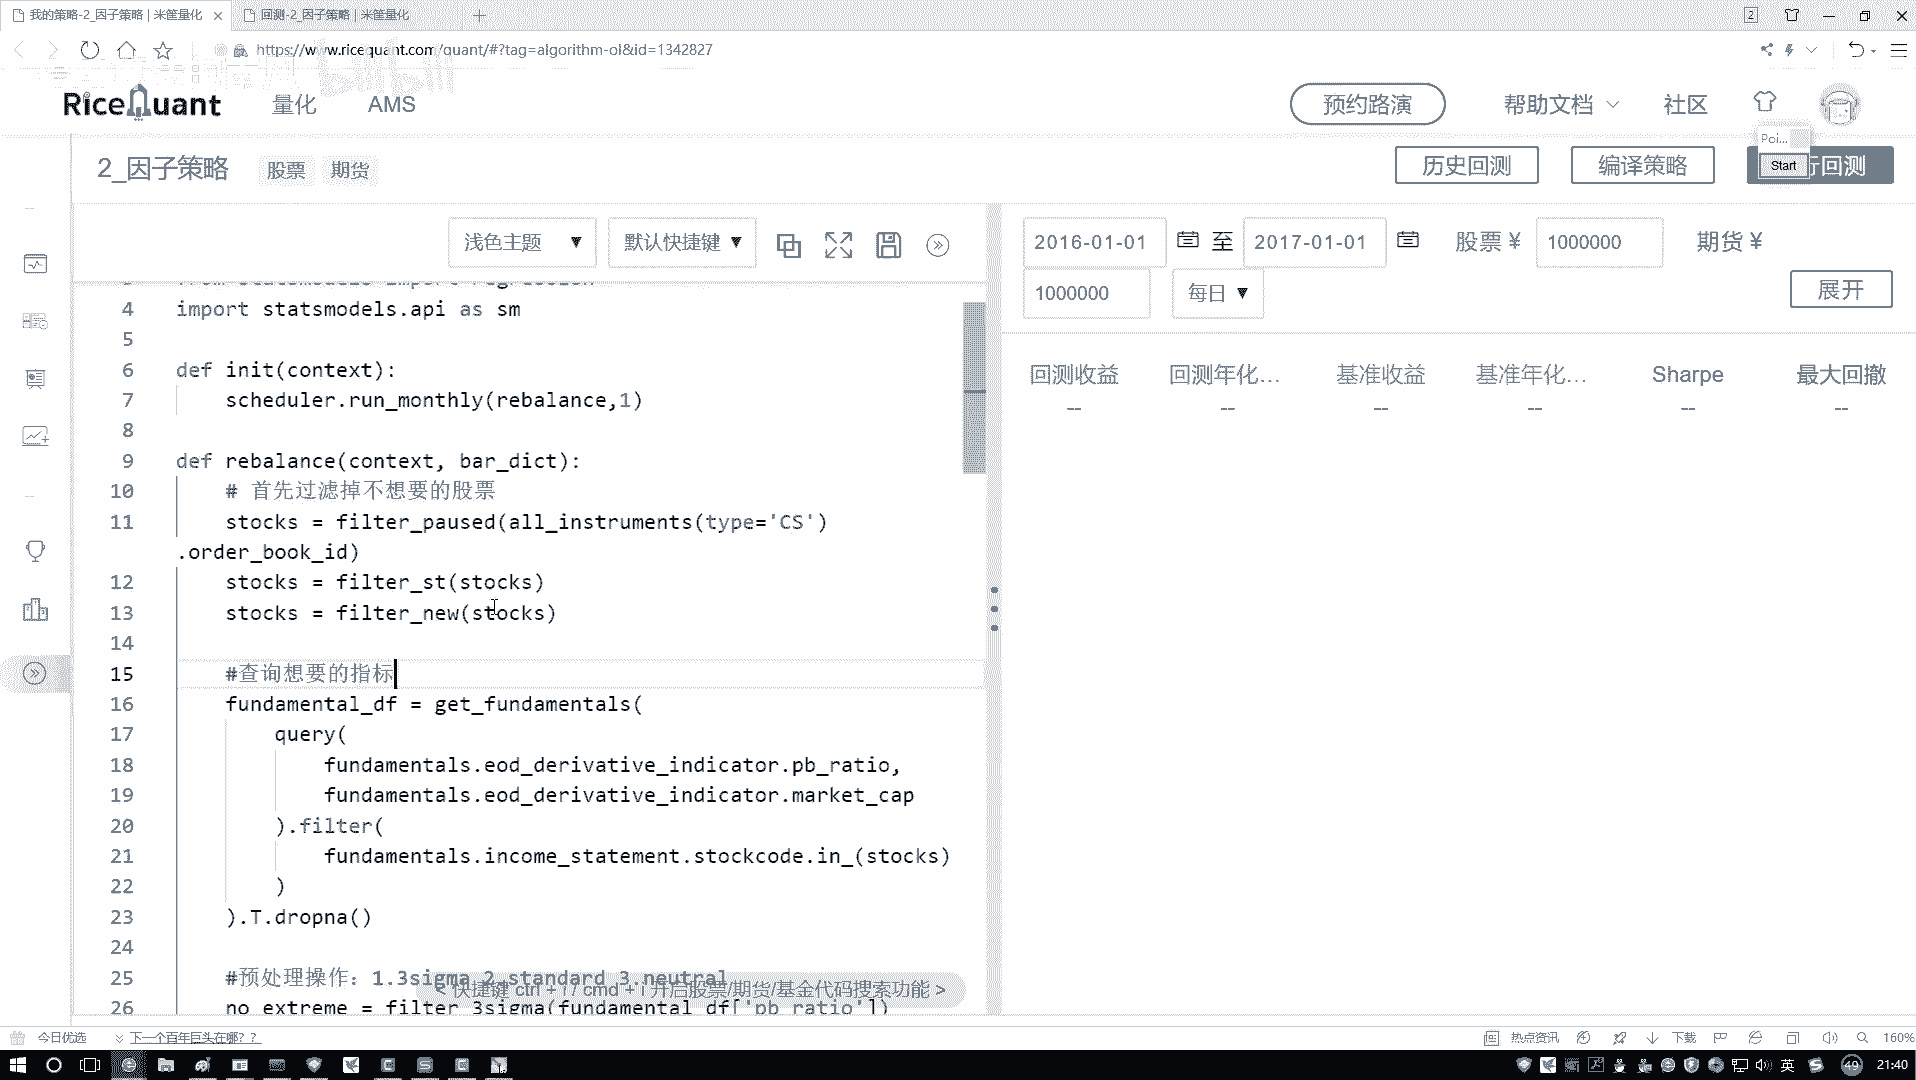 我的策略-2_因子策略 | 米筐量化
回测-2_因子策略 | 米筐量化
2
https://www.ricequant.com/quant/#?tag=algorithm-ol&id=1342827
bilibili
RiceQuant
量化
AMS
预约路演
帮助文档
社区
Poi...
Start
2_因子策略
股票
期货
历史回测
编译策略
行回测
浅色主题
默认快捷键
2016-01-01
至
2017-01-01
股票 ¥
1000000
期货 ¥
1000000
每日
展开
回测收益
回测年化...
基准收益
基准年化...
Sharpe
最大回撤
--
--
--
--
--
--
4 import statsmodels.api as sm
5
6 def init(context):
7 scheduler.run_monthly(rebalance,1)
8
9 def rebalance(context, bar_dict):
10 # 首先过滤掉不想要的股票
11 stocks = filter_paused(all_instruments(type='CS')
.order_book_id)
12 stocks = filter_st(stocks)
13 stocks = filter_new(stocks)
14
15 #查询想要的指标
16 fundamental_df = get_fundamentals(
17 query(
18 fundamentals.eod_derivative_indicator.pb_ratio,
19 fundamentals.eod_derivative_indicator.market_cap
20 ).filter(
21 fundamentals.income_statement.stockcode.in_(stocks)
22 )
23 ).T.dropna()
24
25 #预处理操作：1.3sigma 2.standard 3.neutral
< 快捷键 ctrl + i / cmd + i 开启股票/期货/基金代码搜索功能 >
26 no_extreme = filter_3sigma(fundamental_df['pb_ratio'])
今日优选
下一个百年巨头在哪？？
热点资讯
下载
160%
英
49
21:40